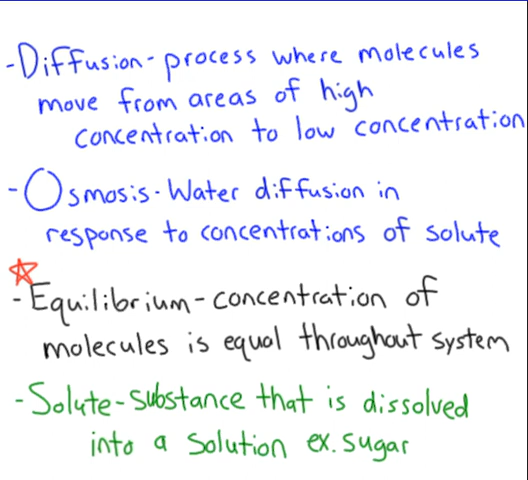 -Diffusion- process where molecules
move from areas of high
concentration to low concentration
-Osmosis-Water diffusion in
response to concentrations of solute
-Equilibrium-concentration of
molecules is equal throughout system
-Solute-substance that is dissolved
into a solution ex. sugar